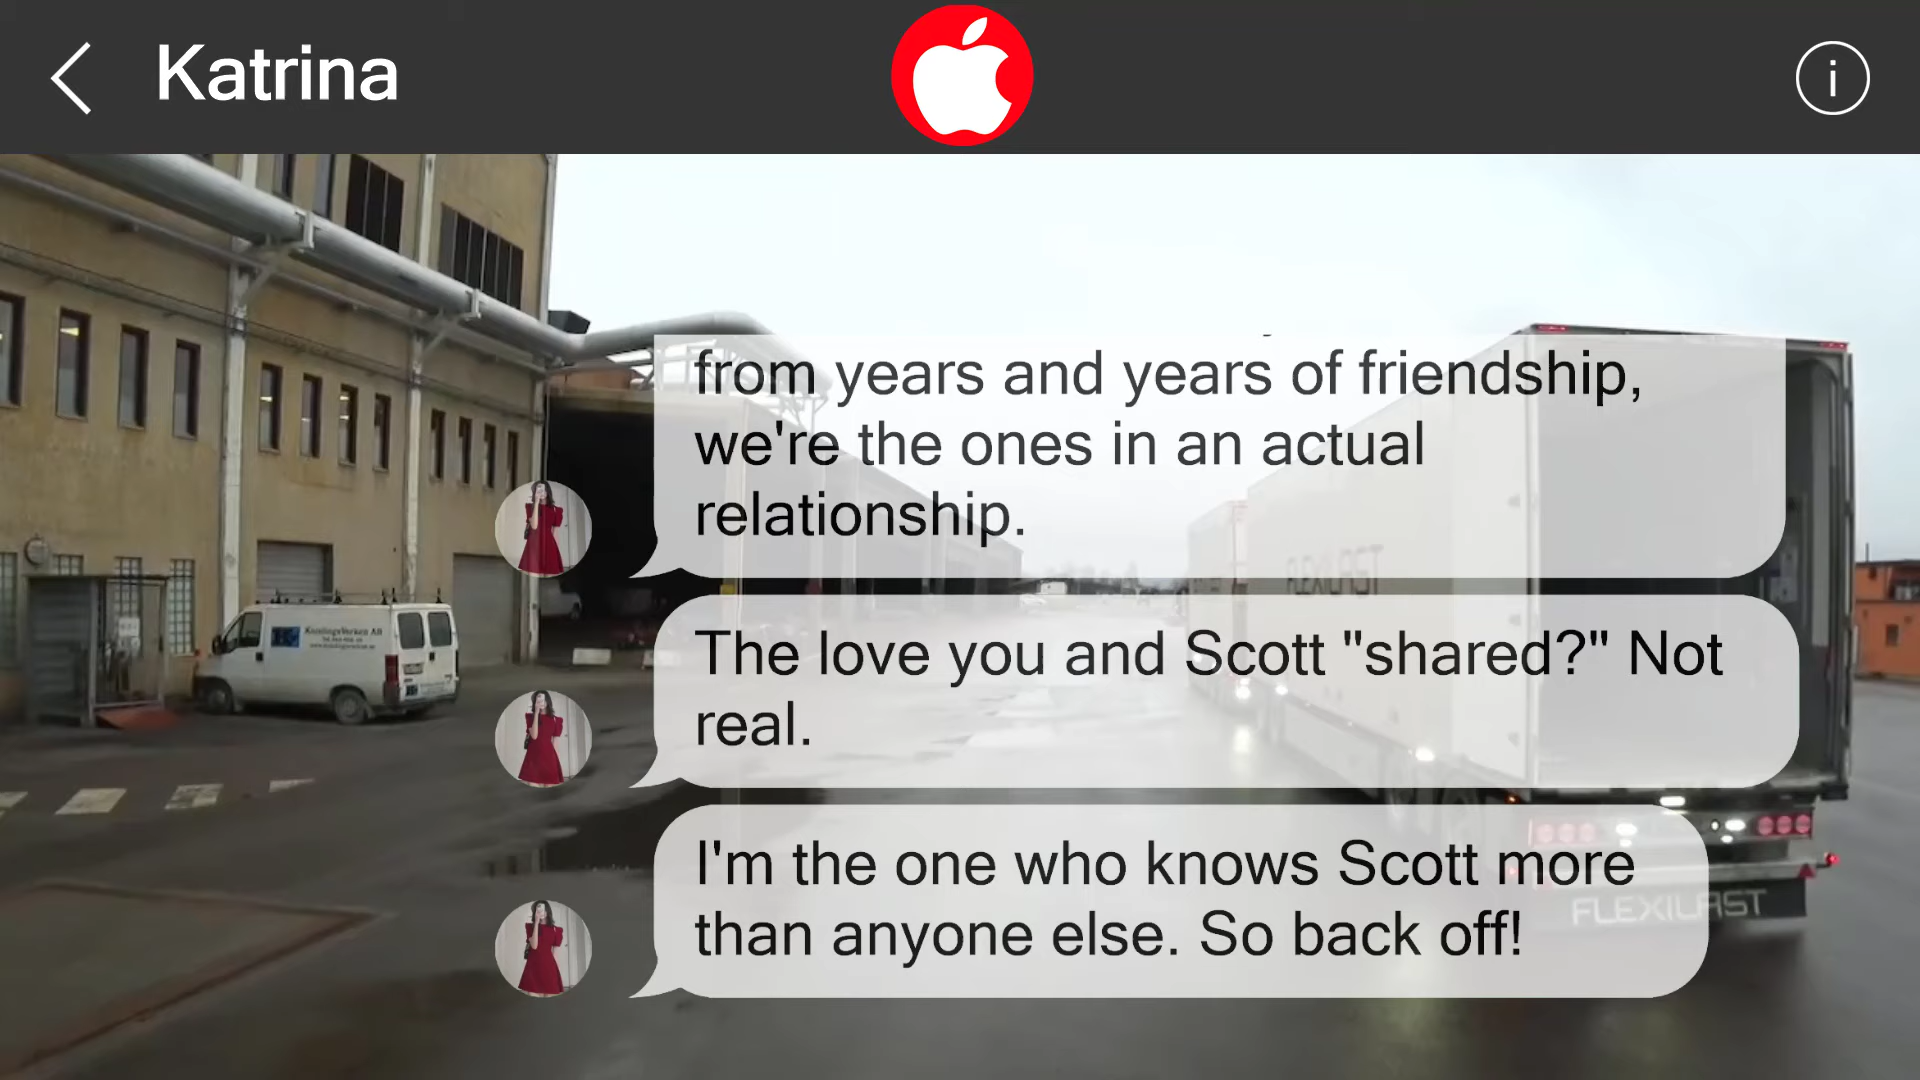 Katrina
i
from years and years of friendship,
we're the ones in an actual
relationship.
The love you and Scott "shared?" Not
real.
I'm the one who knows Scott more
than anyone else. So back off!
FLEXILAST
FLEXILAST